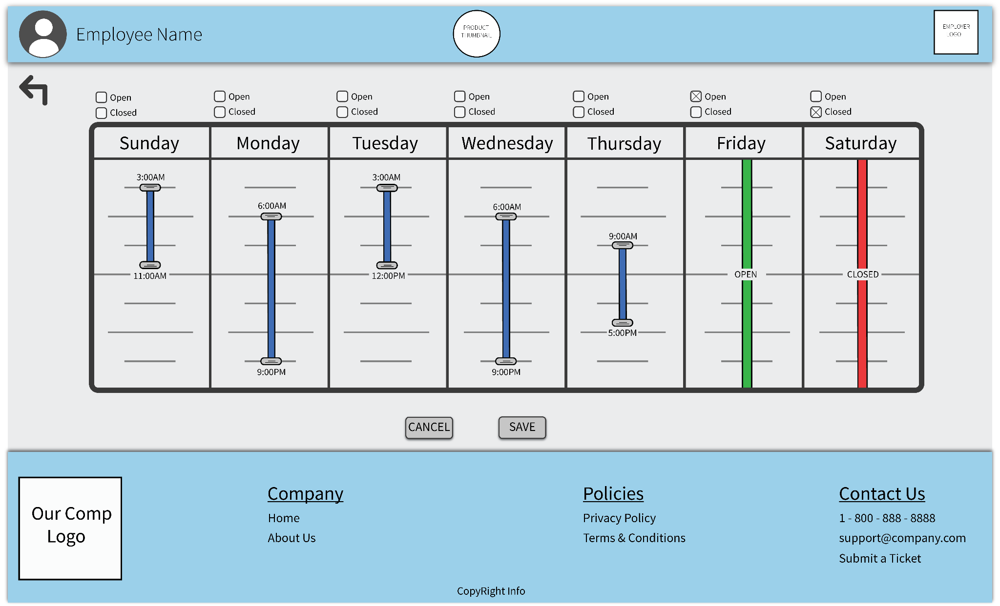 Employee Name
PRODUCT
THUMBNAIL
EMPLOYER
LOGO
Open Open Open Open Open Open Open
Closed Closed Closed Closed Closed Closed Closed
Sunday Monday Tuesday Wednesday Thursday Friday Saturday
3:00AM 3:00AM
6:00AM 6:00AM
9:00AM
11:00AM 12:00PM OPEN CLOSED
5:00PM
9:00PM 9:00PM
CANCEL SAVE
Our Comp
Logo
Company
Home
About Us
Policies
Privacy Policy
Terms & Conditions
Contact Us
1 - 800 - 888 - 8888
support@company.com
Submit a Ticket
CopyRight Info